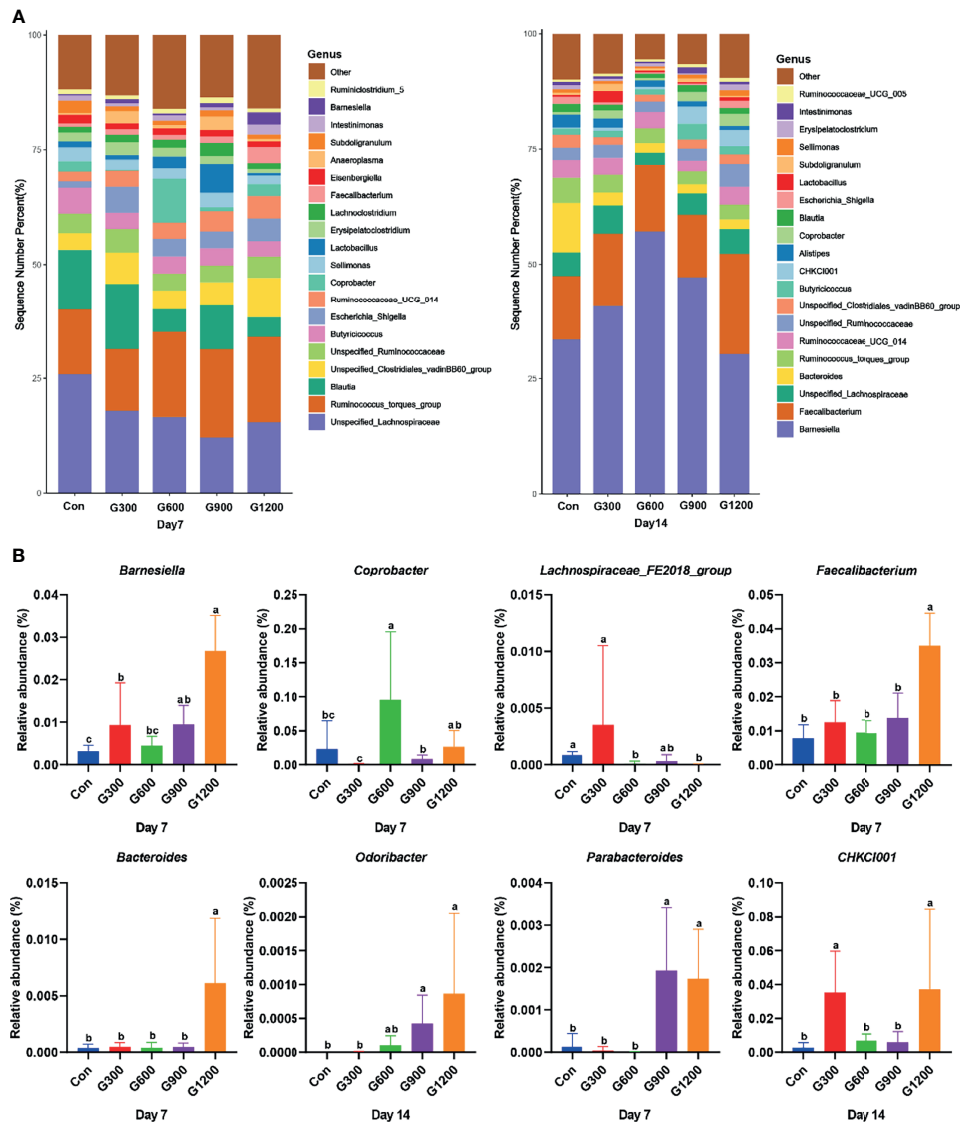 A
Sequence Number Percent(%)
100
75
50
25
0
Con G300 G600 G900 G1200
Day7
Genus
Other
Ruminiclostridium_5
Barnesiella
Intestinimonas
Subdoligranulum
Anaeroplasma
Eisenbergiella
Faecalibacterium
Lachnoclostridium
Erysipelatoclostridium
Lactobacillus
Sellimonas
Coprobacter
Ruminococcaceae_UCG_014
Escherichia_Shigella
Butyricicoccus
Unspecified_Ruminococcaceae
Unspecified_Clostridiales_vadinBB60_group
Blautia
Ruminococcus_torques_group
Unspecified_Lachnospiraceae
Sequence Number Percent(%)
100
75
50
25
0
Con G300 G600 G900 G1200
Day14
Genus
Other
Ruminococcaceae_UCG_005
Intestinimonas
Erysipelatoclostridium
Sellimonas
Subdoligranulum
Lactobacillus
Escherichia_Shigella
Blautia
Coprobacter
Alistipes
CHKCI001
Butyricicoccus
Unspecified_Clostridiales_vadinBB60_group
Unspecified_Ruminococcaceae
Ruminococcaceae_UCG_014
Ruminococcus_torques_group
Bacteroides
Unspecified_Lachnospiraceae
Faecalibacterium
Barnesiella
B
Barnesiella
Relative abundance (%)
0.04
0.03
0.02
0.01
0.00
c b bc ab a
Con G300 G600 G900 G1200
Day 7
Coprobacter
Relative abundance (%)
0.25
0.20
0.15
0.10
0.05
0.00
bc c a b ab
Con G300 G600 G900 G1200
Day 7
Lachnospiraceae_FE2018_group
Relative abundance (%)
0.015
0.010
0.005
0.000
a a b ab b
Con G300 G600 G900 G1200
Day 7
Faecalibacterium
Relative abundance (%)
0.05
0.04
0.03
0.02
0.01
0.00
b b b b a
Con G300 G600 G900 G1200
Day 7
Bacteroides
Relative abundance (%)
0.015
0.010
0.005
0.000
b b b b a
Con G300 G600 G900 G1200
Day 7
Odoribacter
Relative abundance (%)
0.0025
0.0020
0.0015
0.0010
0.0005
0.0000
b b ab a a
Con G300 G600 G900 G1200
Day 14
Parabacteroides
Relative abundance (%)
0.004
0.003
0.002
0.001
0.000
b b b a a
Con G300 G600 G900 G1200
Day 7
CHKCI001
Relative abundance (%)
0.10
0.08
0.06
0.04
0.02
0.00
b a b b a
Con G300 G600 G900 G1200
Day 14